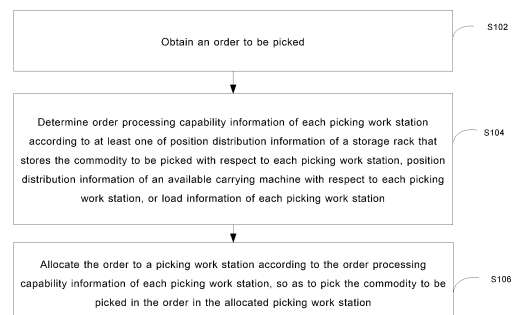 Obtain an order to be picked
S102
Determine order processing capability information of each picking work station
according to at least one of position distribution information of a storage rack that
stores the commodity to be picked with respect to each picking work station, position
distribution information of an available carrying machine with respect to each picking
work station, or load information of each picking work station
S104
Allocate the order to a picking work station according to the order processing
capability information of each picking work station, so as to pick the commodity to be
picked in the order in the allocated picking work station
S106